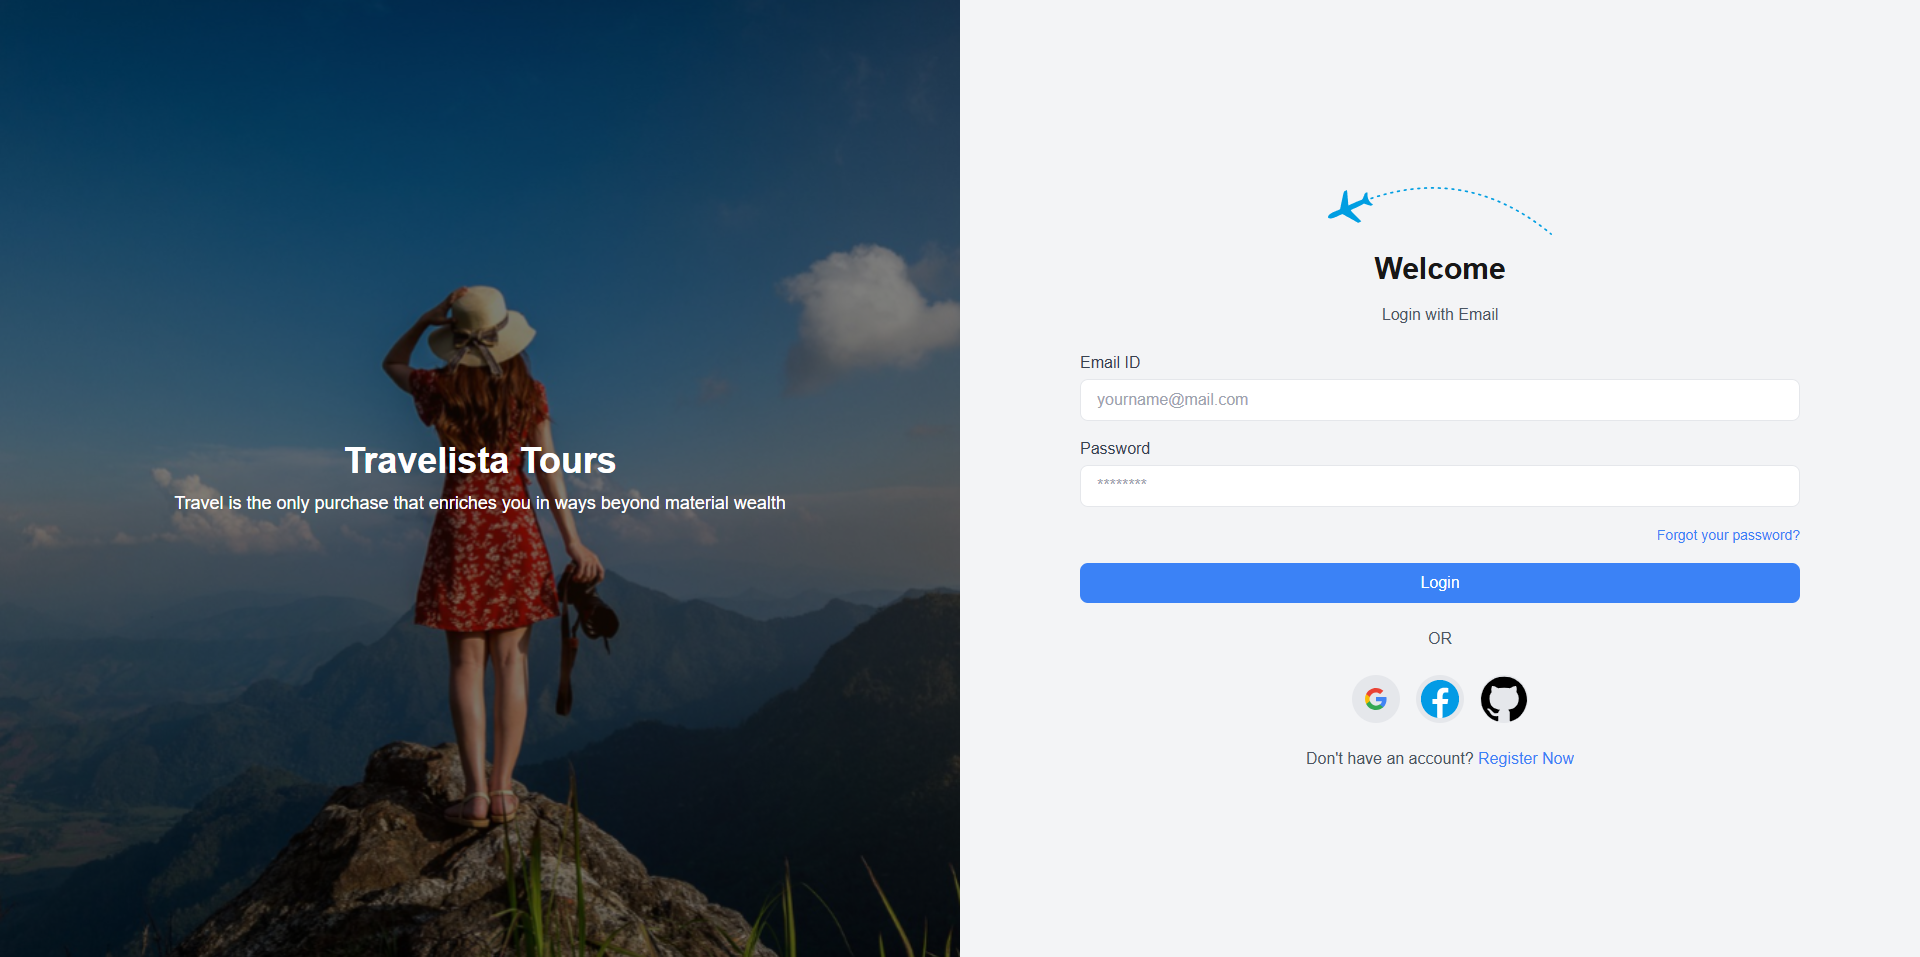 Travelista Tours
Travel is the only purchase that enriches you in ways beyond material wealth
Welcome
Login with Email
Email ID
yourname@mail.com
Password
********
Forgot your password?
Login
OR
Don't have an account? Register Now